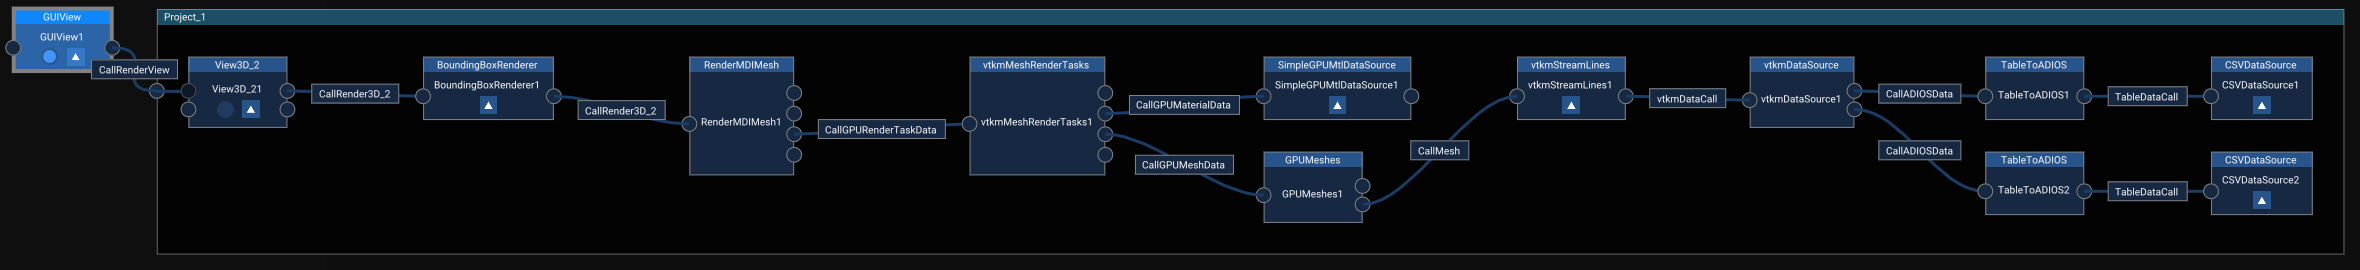 GUIView
GUIView1
CallRenderView
Project_1
View3D_2
View3D_21
CallRender3D_2
BoundingBoxRenderer
BoundingBoxRenderer1
CallRender3D_2
RenderMDIMesh
RenderMDIMesh1
CallGPURenderTaskData
vtkmMeshRenderTasks
vtkmMeshRenderTasks1
CallGPUMaterialData
CallGPUMeshData
SimpleGPUMtlDataSource
SimpleGPUMtlDataSource1
GPUMeshes
GPUMeshes1
CallMesh
vtkmStreamLines
vtkmStreamLines1
vtkmDataCall
vtkmDataSource
vtkmDataSource1
CallADIOSData
CallADIOSData
TableToADIOS
TableToADIOS1
TableDataCall
CSVDataSource
CSVDataSource1
TableToADIOS
TableToADIOS2
TableDataCall
CSVDataSource
CSVDataSource2